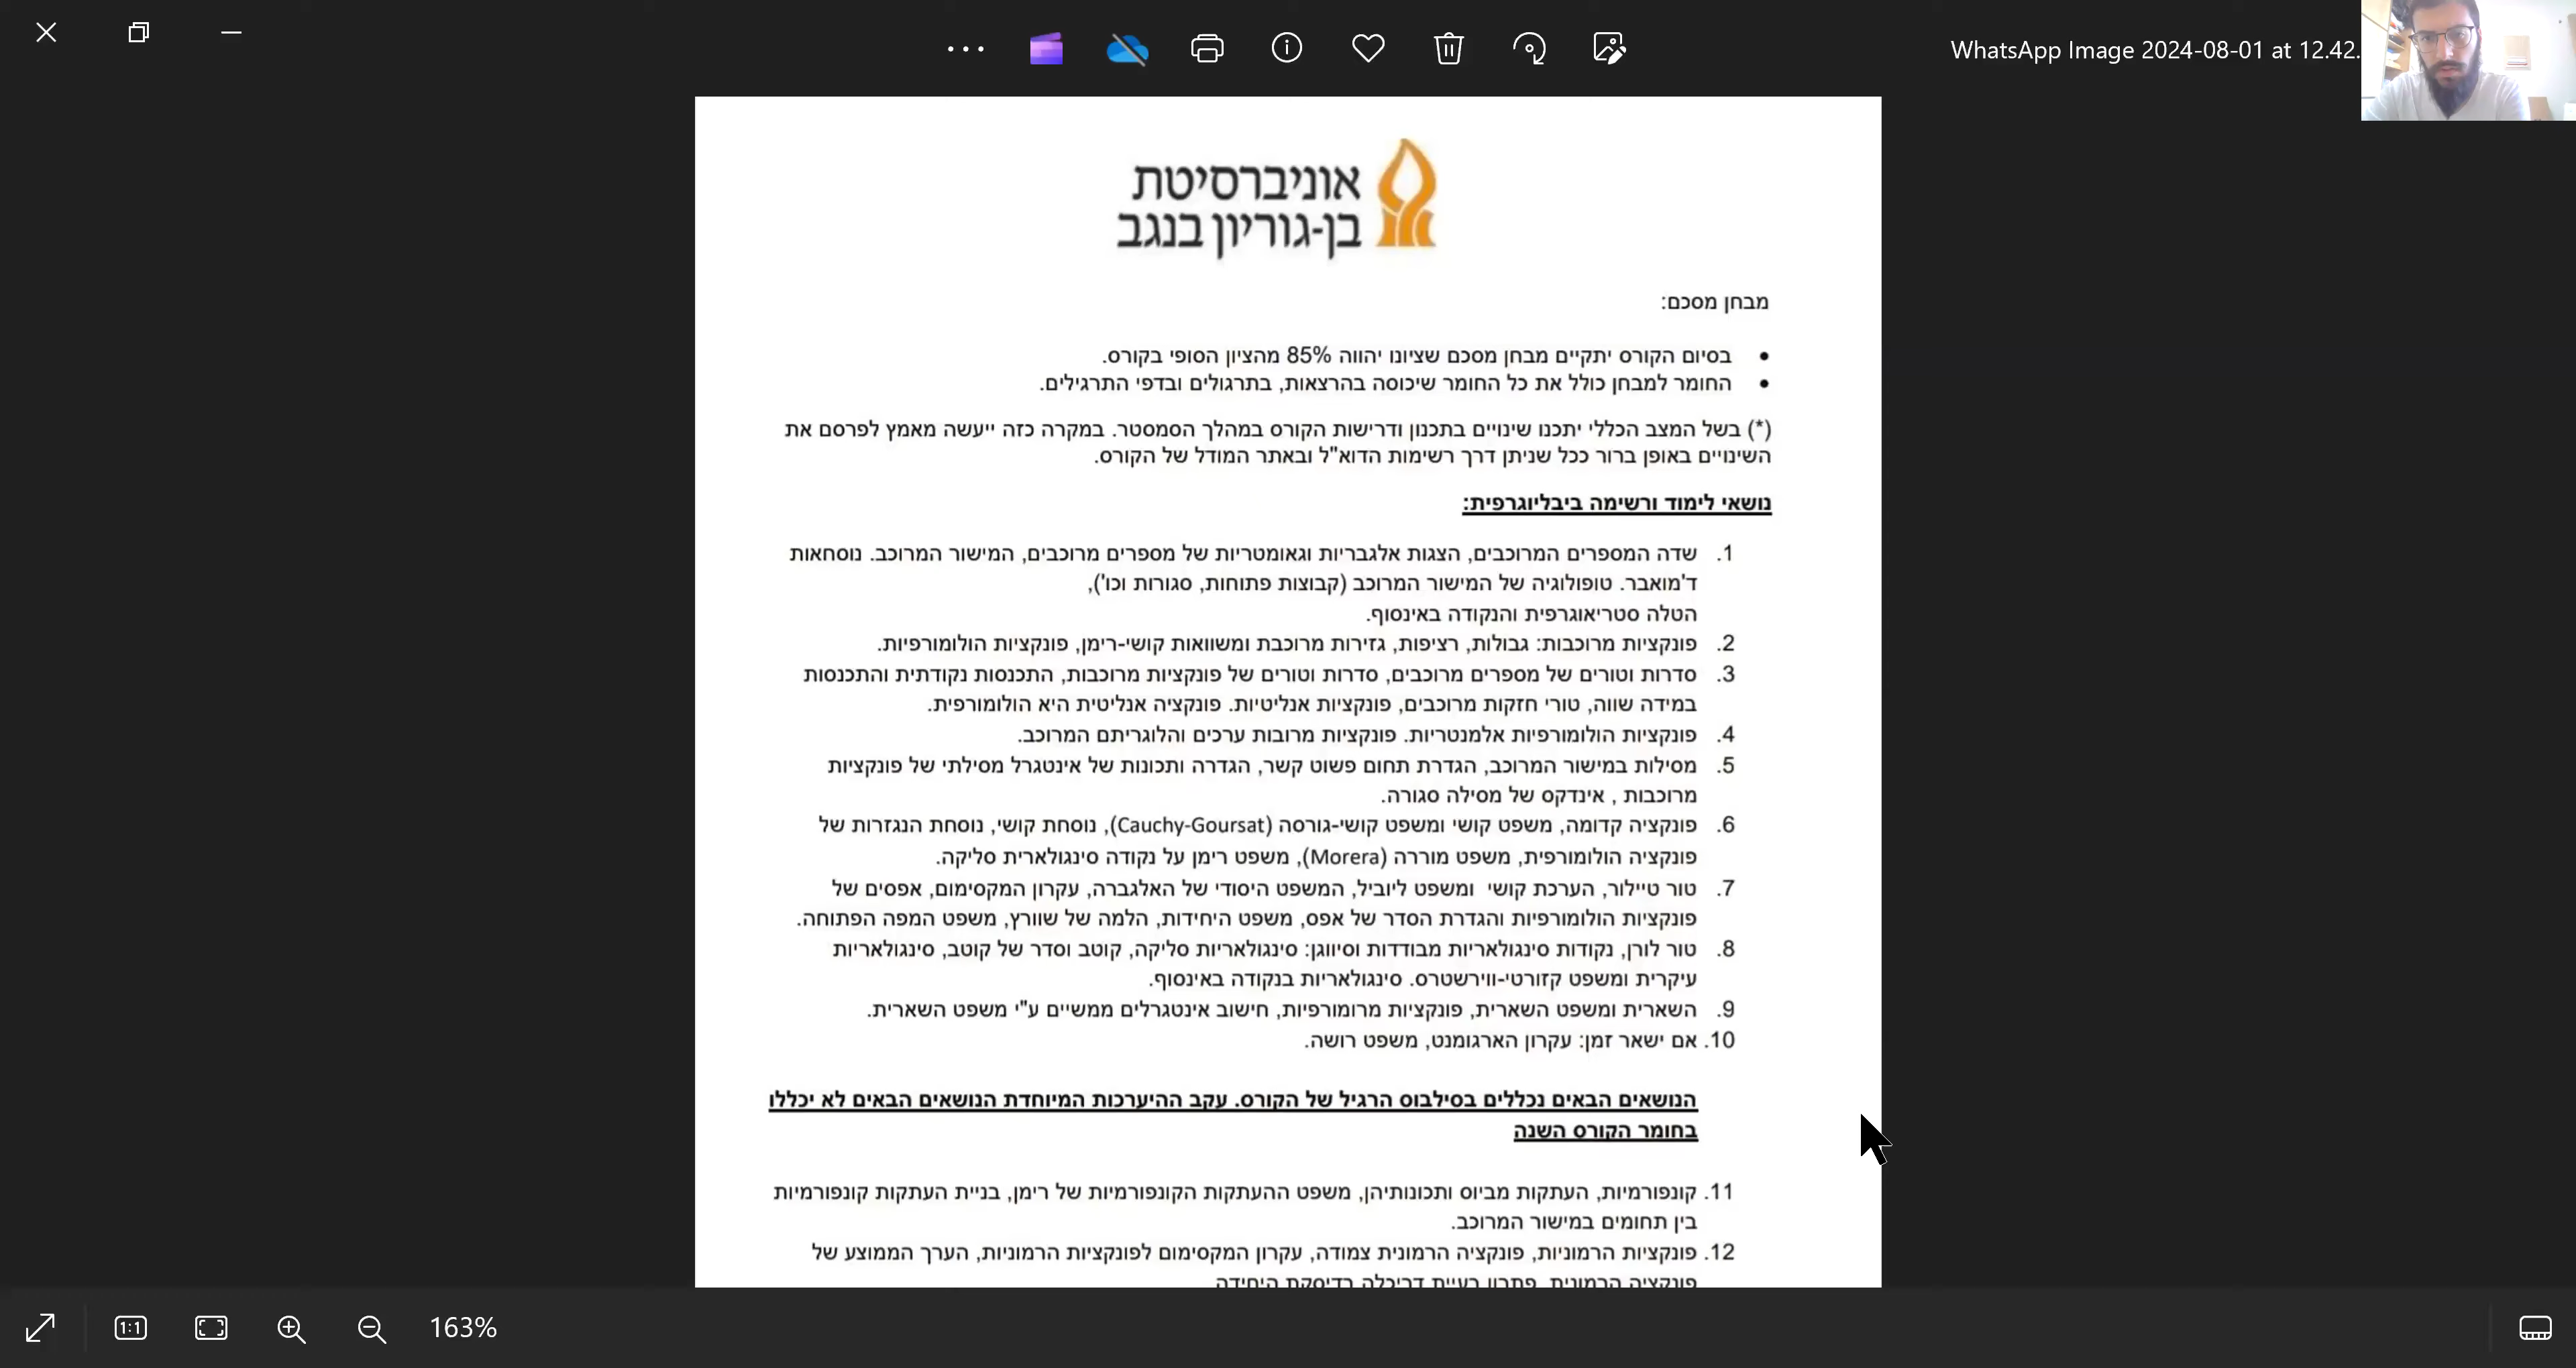 WhatsApp Image 2024-08-01 at 12.42.
אוניברסיטת
בן-גוריון בנגב
מבחן מסכם:
• בסיום הקורס יתקיים מבחן מסכם שציונו יהווה 85% מהציון הסופי בקורס.
• החומר למבחן כולל את כל החומר שיכוסה בהרצאות, בתרגולים ובדפי התרגילים.
(*) בשל המצב הכללי יתכנו שינויים בתכנון ודרישות הקורס במהלך הסמסטר. במקרה כזה ייעשה מאמץ לפרסם את
השינויים באופן ברור ככל שניתן דרך רשימות הדוא"ל ובאתר המודל של הקורס.
נושאי לימוד ורשימה ביבליוגרפית:
1. שדה המספרים המרוכבים, הצגות אלגבריות וגאומטריות של מספרים מרוכבים, המישור המרוכב. נוסחאות
ד'מואבר. טופולוגיה של המישור המרוכב (קבוצות פתוחות, סגורות וכו'),
הטלה סטריאוגרפית והנקודה באינסוף.
2. פונקציות מרוכבות: גבולות, רציפות, גזירות מרוכבת ומשוואות קושי-רימן, פונקציות הולומורפיות.
3. סדרות וטורים של מספרים מרוכבים, סדרות וטורים של פונקציות מרוכבות, התכנסות נקודתית והתכנסות
במידה שווה, טורי חזקות מרוכבים, פונקציות אנליטיות. פונקציה אנליטית היא הולומורפית.
4. פונקציות הולומורפיות אלמנטריות. פונקציות מרובות ערכים והלוגריתם המרוכב.
5. מסילות במישור המרוכב, הגדרת תחום פשוט קשר, הגדרה ותכונות של אינטגרל מסילתי של פונקציות
מרוכבות , אינדקס של מסילה סגורה.
6. פונקציה קדומה, משפט קושי ומשפט קושי-גורסה (Cauchy-Goursat), נוסחת קושי, נוסחת הנגזרות של
פונקציה הולומורפית, משפט מוררה (Morera), משפט רימן על נקודה סינגולארית סליקה.
7. טור טיילור, הערכת קושי ומשפט ליוביל, המשפט היסודי של האלגברה, עקרון המקסימום, אפסים של
פונקציות הולומורפיות והגדרת הסדר של אפס, משפט היחידות, הלמה של שוורץ, משפט המפה הפתוחה.
8. טור לורן, נקודות סינגולאריות מבודדות וסיווגן: סינגולאריות סליקה, קוטב וסדר של קוטב, סינגולאריות
עיקרית ומשפט קזורטי-ווירשטרס. סינגולאריות בנקודה באינסוף.
9. השארית ומשפט השארית, פונקציות מרומורפיות, חישוב אינטגרלים ממשיים ע"י משפט השארית.
10. אם ישאר זמן: עקרון הארגומנט, משפט רושה.
הנושאים הבאים נכללים בסילבוס הרגיל של הקורס. עקב ההיערכות המיוחדת הנושאים הבאים לא יכללו
בחומר הקורס השנה
11. קונפורמיות, העתקות מביוס ותכונותיהן, משפט ההעתקות הקונפורמיות של רימן, בניית העתקות קונפורמיות
בין תחומים במישור המרוכב.
12. פונקציות הרמוניות, פונקציה הרמונית צמודה, עקרון המקסימום לפונקציות הרמוניות, הערך הממוצע של
פונקציה הרמונית, פתרון בעיית דריכלה בדיסקת היחידה
1:1
163%